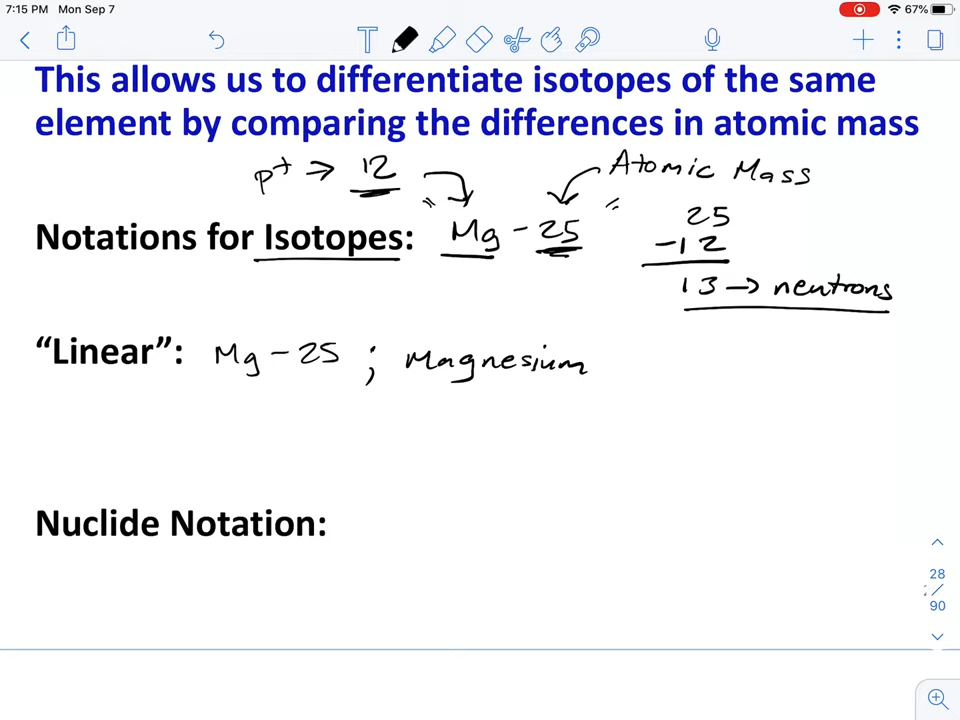 7:15 PM Mon Sep 7
67%
This allows us to differentiate isotopes of the same
element by comparing the differences in atomic mass
p+ → 12
Atomic Mass
Notations for Isotopes: Mg - 25
25
-12
13 → neutrons
"Linear": Mg - 25 ; Magnesium
Nuclide Notation:
28
/
90